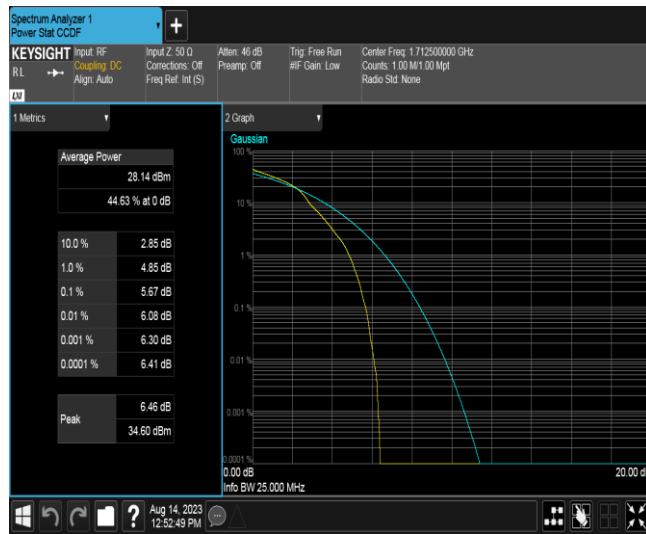 Spectrum Analyzer 1
Power Stat CCDF
KEYSIGHT
RL
LXI
Input: RF
Coupling: DC
Align: Auto
Input Z: 50 Ω
Corrections: Off
Freq Ref: Int (S)
Atten: 46 dB
Preamp: Off
Trig: Free Run
#IF Gain: Low
Center Freq: 1.712500000 GHz
Counts: 1.00 M/1.00 Mpt
Radio Std: None
1 Metrics
Average Power
28.14 dBm
44.63 % at 0 dB
10.0 % 2.85 dB
1.0 % 4.85 dB
0.1 % 5.67 dB
0.01 % 6.08 dB
0.001 % 6.30 dB
0.0001 % 6.41 dB
Peak
6.46 dB
34.60 dBm
2 Graph
Gaussian
100 %
10 %
1 %
0.1 %
0.01 %
0.001 %
0.0001 %
0.00 dB
20.00 d
Info BW 25.000 MHz
?
Aug 14, 2023
12:52:49 PM